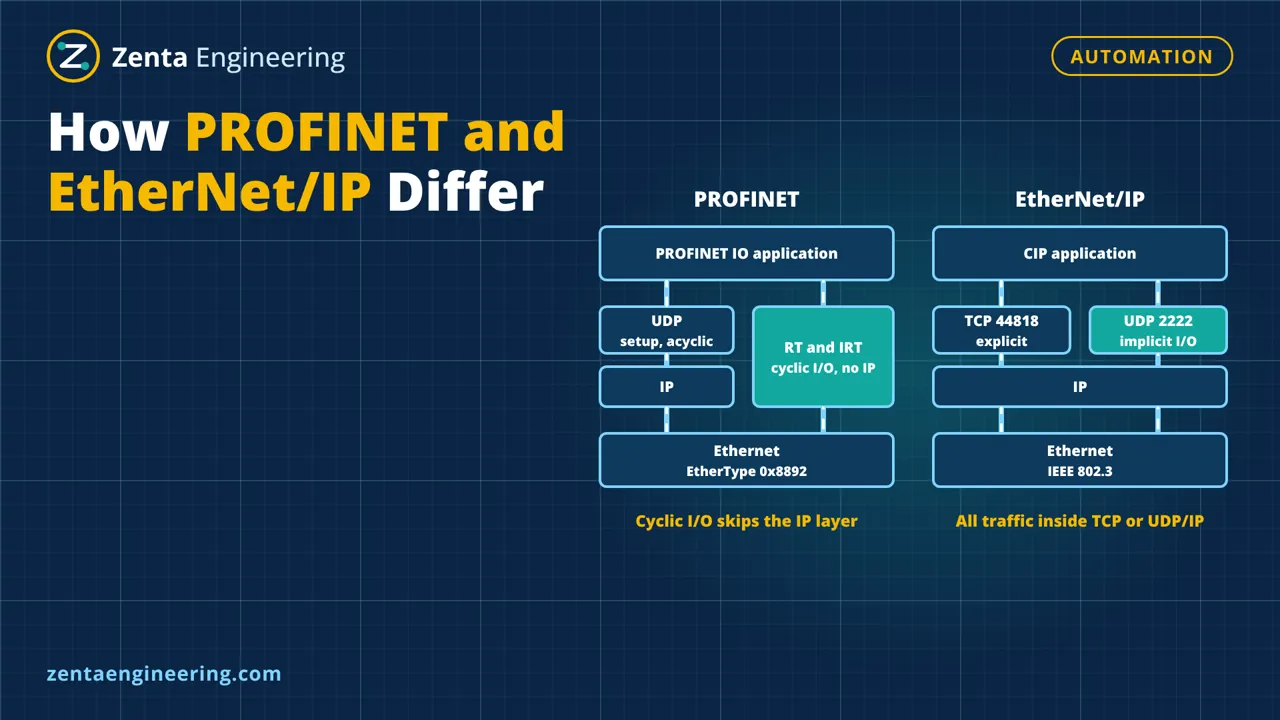 Zenta Engineering
AUTOMATION
How PROFINET and
EtherNet/IP Differ
PROFINET
PROFINET IO application
UDP
setup, acyclic
RT and IRT
cyclic I/O, no IP
IP
Ethernet
EtherType 0x8892
Cyclic I/O skips the IP layer
EtherNet/IP
CIP application
TCP 44818
explicit
UDP 2222
implicit I/O
IP
Ethernet
IEEE 802.3
All traffic inside TCP or UDP/IP
zentaengineering.com